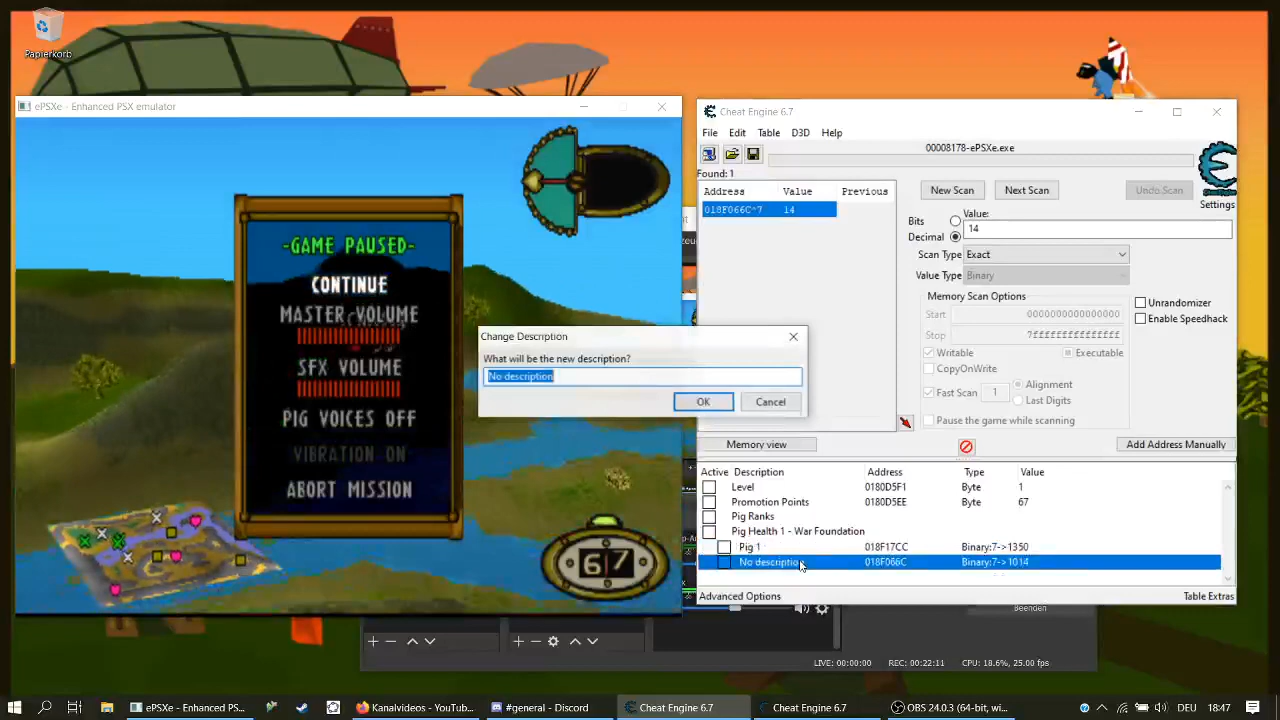 Papierkorb
ePSXe - Enhanced PSX emulator
-GAME PAUSED-
CONTINUE
MASTER VOLUME
SFX VOLUME
PIG VOICES OFF
VIBRATION ON
ABORT MISSION
67
Cheat Engine 6.7
File Edit Table D3D Help
00008178-ePSXe.exe
Found: 1
Address Value Previous
018F066C^7 14
New Scan Next Scan Undo Scan
Settings
Value:
Bits
Decimal 14
Scan Type Exact
Value Type Binary
Memory Scan Options
Start 0000000000000000
Stop 7fffffffffffffff
Writable Executable
CopyOnWrite
Fast Scan 1 Alignment
Last Digits
Pause the game while scanning
Unrandomizer
Enable Speedhack
Memory view Add Address Manually
Change Description
What will be the new description?
No description
OK Cancel
Active Description Address Type Value
Level 0180D5F1 Byte 1
Promotion Points 0180D5EE Byte 67
Pig Ranks
Pig Health 1 - War Foundation
Pig 1 018F17CC Binary:7->1350
No description 018F066C Binary:7->1014
Advanced Options Table Extras
Beenden
LIVE: 00:00:00 REC: 00:22:11 CPU: 18.6%, 25.00 fps
ePSXe - Enhanced PS... Kanalvideos - YouTub... #general - Discord Cheat Engine 6.7 Cheat Engine 6.7 OBS 24.0.3 (64-bit, wi... DE 18:47